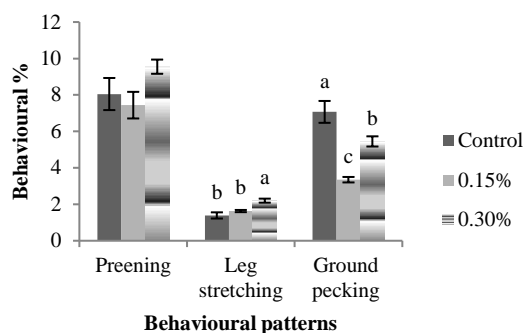 12
10
8
6
4
2
0
Behavioural %
a
b
c
b b a
Preening
Leg
stretching
Ground
pecking
Behavioural patterns
Control
0.15%
0.30%